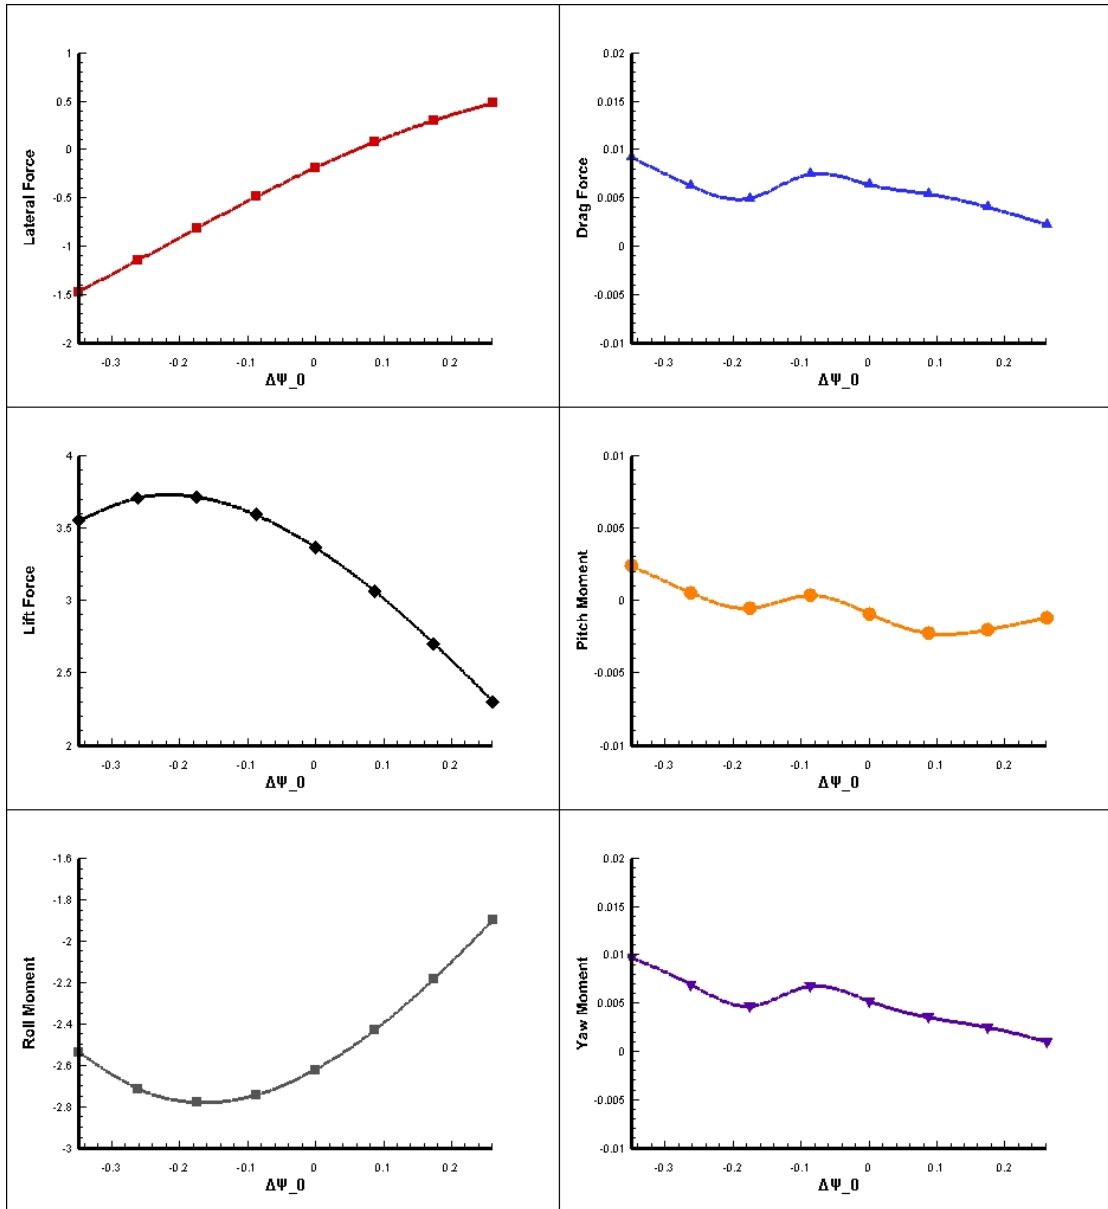 Lateral Force
1
0.5
0
-0.5
-1
-1.5
-2
-0.3 -0.2 -0.1 0 0.1 0.2
ΔΨ_0
Drag Force
0.02
0.015
0.01
0.005
0
-0.005
-0.01
-0.3 -0.2 -0.1 0 0.1 0.2
ΔΨ_0
Lift Force
4
3.5
3
2.5
2
-0.3 -0.2 -0.1 0 0.1 0.2
ΔΨ_0
Pitch Moment
0.01
0.005
0
-0.005
-0.01
-0.3 -0.2 -0.1 0 0.1 0.2
ΔΨ_0
Roll Moment
-1.6
-1.8
-2
-2.2
-2.4
-2.6
-2.8
-3
-0.3 -0.2 -0.1 0 0.1 0.2
ΔΨ_0
Yaw Moment
0.02
0.015
0.01
0.005
0
-0.005
-0.01
-0.3 -0.2 -0.1 0 0.1 0.2
ΔΨ_0